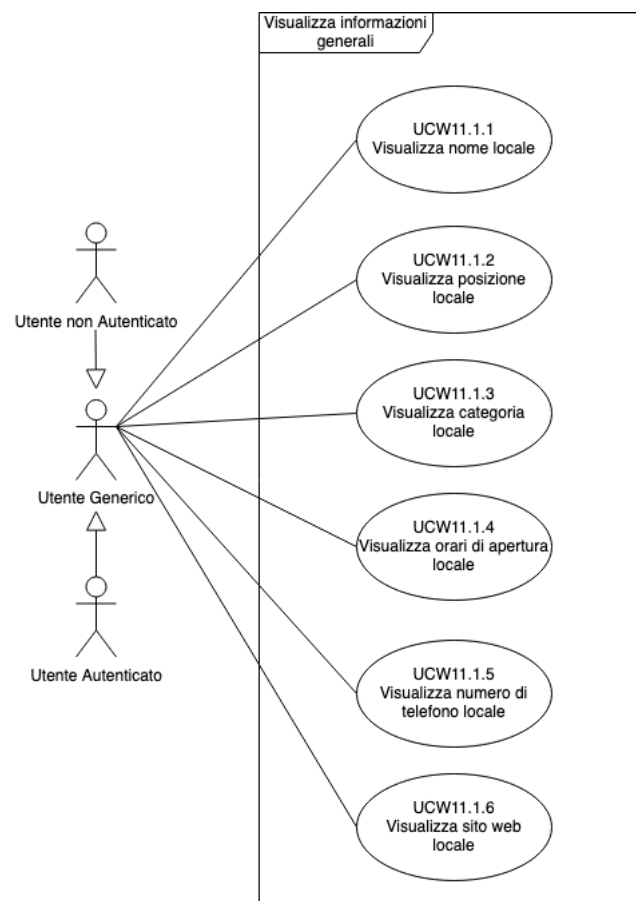 Visualizza informazioni
generali
UCW11.1.1
Visualizza nome locale
UCW11.1.2
Visualizza posizione
locale
Utente non Autenticato
UCW11.1.3
Visualizza categoria
locale
Utente Generico
UCW11.1.4
Visualizza orari di apertura
locale
Utente Autenticato
UCW11.1.5
Visualizza numero di
telefono locale
UCW11.1.6
Visualizza sito web
locale